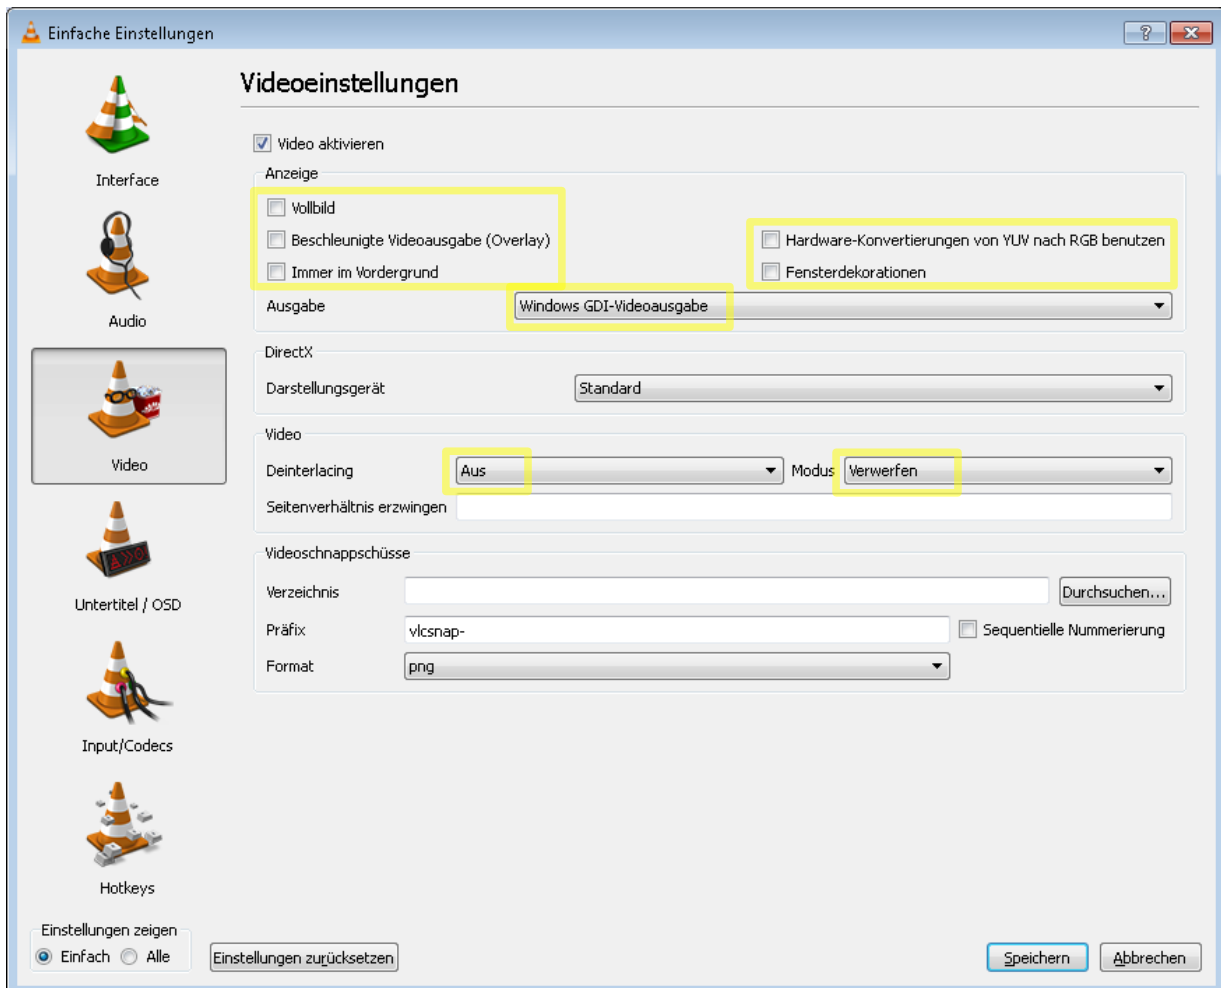 Einfache Einstellungen
Videoeinstellungen
Video aktivieren
Interface
Anzeige
Vollbild
Beschleunigte Videoausgabe (Overlay) Hardware-Konvertierungen von YUV nach RGB benutzen
Immer im Vordergrund Fensterdekorationen
Ausgabe Windows GDI-Videoausgabe
Audio
DirectX
Darstellungsgerät Standard
Video
Video
Deinterlacing Aus Modus Verwerfen
Seitenverhältnis erzwingen
Videoschnappschüsse
Verzeichnis Durchsuchen...
Untertitel / OSD
Präfix vlcsnap- Sequentielle Nummerierung
Format png
Input/Codecs
Hotkeys
Einstellungen zeigen
Einfach Alle Einstellungen zurücksetzen Speichern Abbrechen